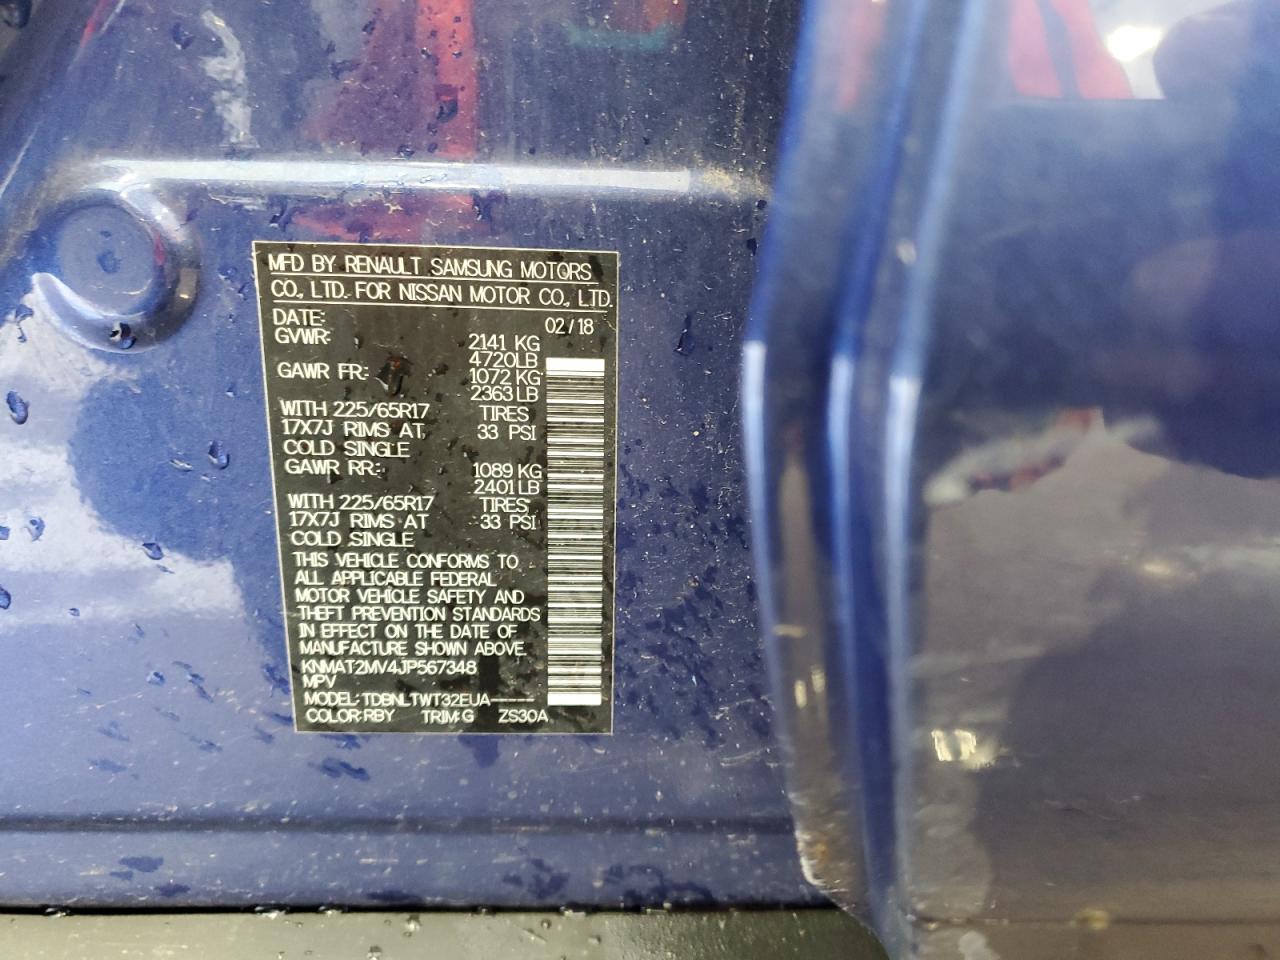 MFD BY RENAULT SAMSUNG MOTORS
CO., LTD. FOR NISSAN MOTOR CO., LTD.
DATE: 02/18
GVWR: 2141 KG
4720LB
GAWR FR: 1072 KG
2363LB
WITH 225/65R17 TIRES
17X7J RIMS AT 33 PSI
COLD SINGLE
GAWR RR: 1089 KG
2401LB
WITH 225/65R17 TIRES
17X7J RIMS AT 33 PSI
COLD SINGLE
THIS VEHICLE CONFORMS TO
ALL APPLICABLE FEDERAL
MOTOR VEHICLE SAFETY AND
THEFT PREVENTION STANDARDS
IN EFFECT ON THE DATE OF
MANUFACTURE SHOWN ABOVE.
KNMAT2MV4JP567348
MPV
MODEL:TDBNLTWT32EUA-----
COLOR:RBY TRIM:G ZS30A